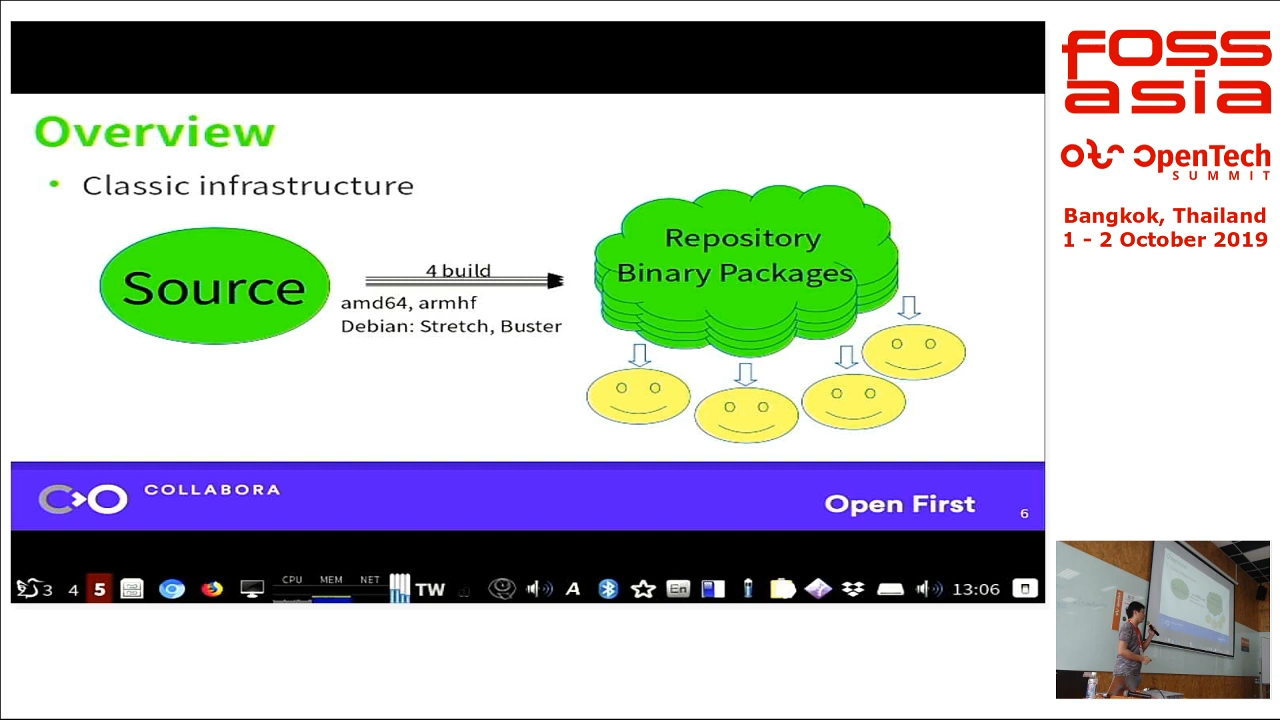 Overview
Classic infrastructure
Source
4 build
amd64, armhf
Debian: Stretch, Buster
Repository
Binary Packages
COLLABORA
Open First
6
3 4 5 CPU MEM NET TW A En 13:06
FOSS
asia
OpenTech
SUMMIT
Bangkok, Thailand
1 - 2 October 2019